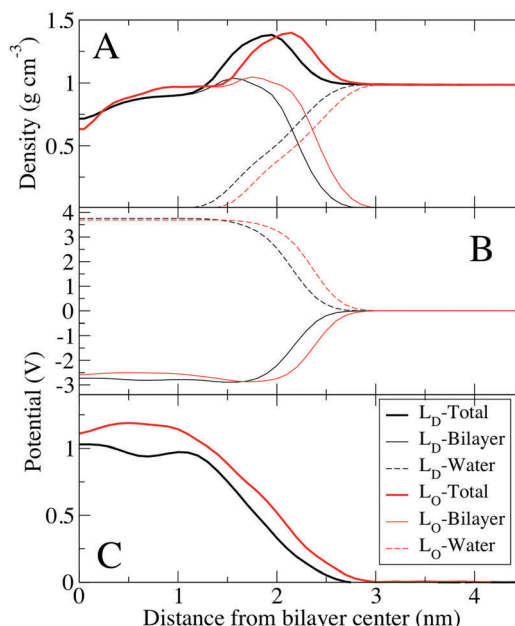 A
Density (g cm⁻³)
1.5
1
0.5
0
B
Potential (V)
4
3
2
1
0
-1
-2
-3
C
1
0.5
0
L_D-Total
L_D-Bilayer
L_D-Water
L_O-Total
L_O-Bilayer
L_O-Water
0 1 2 3 4
Distance from bilayer center (nm)